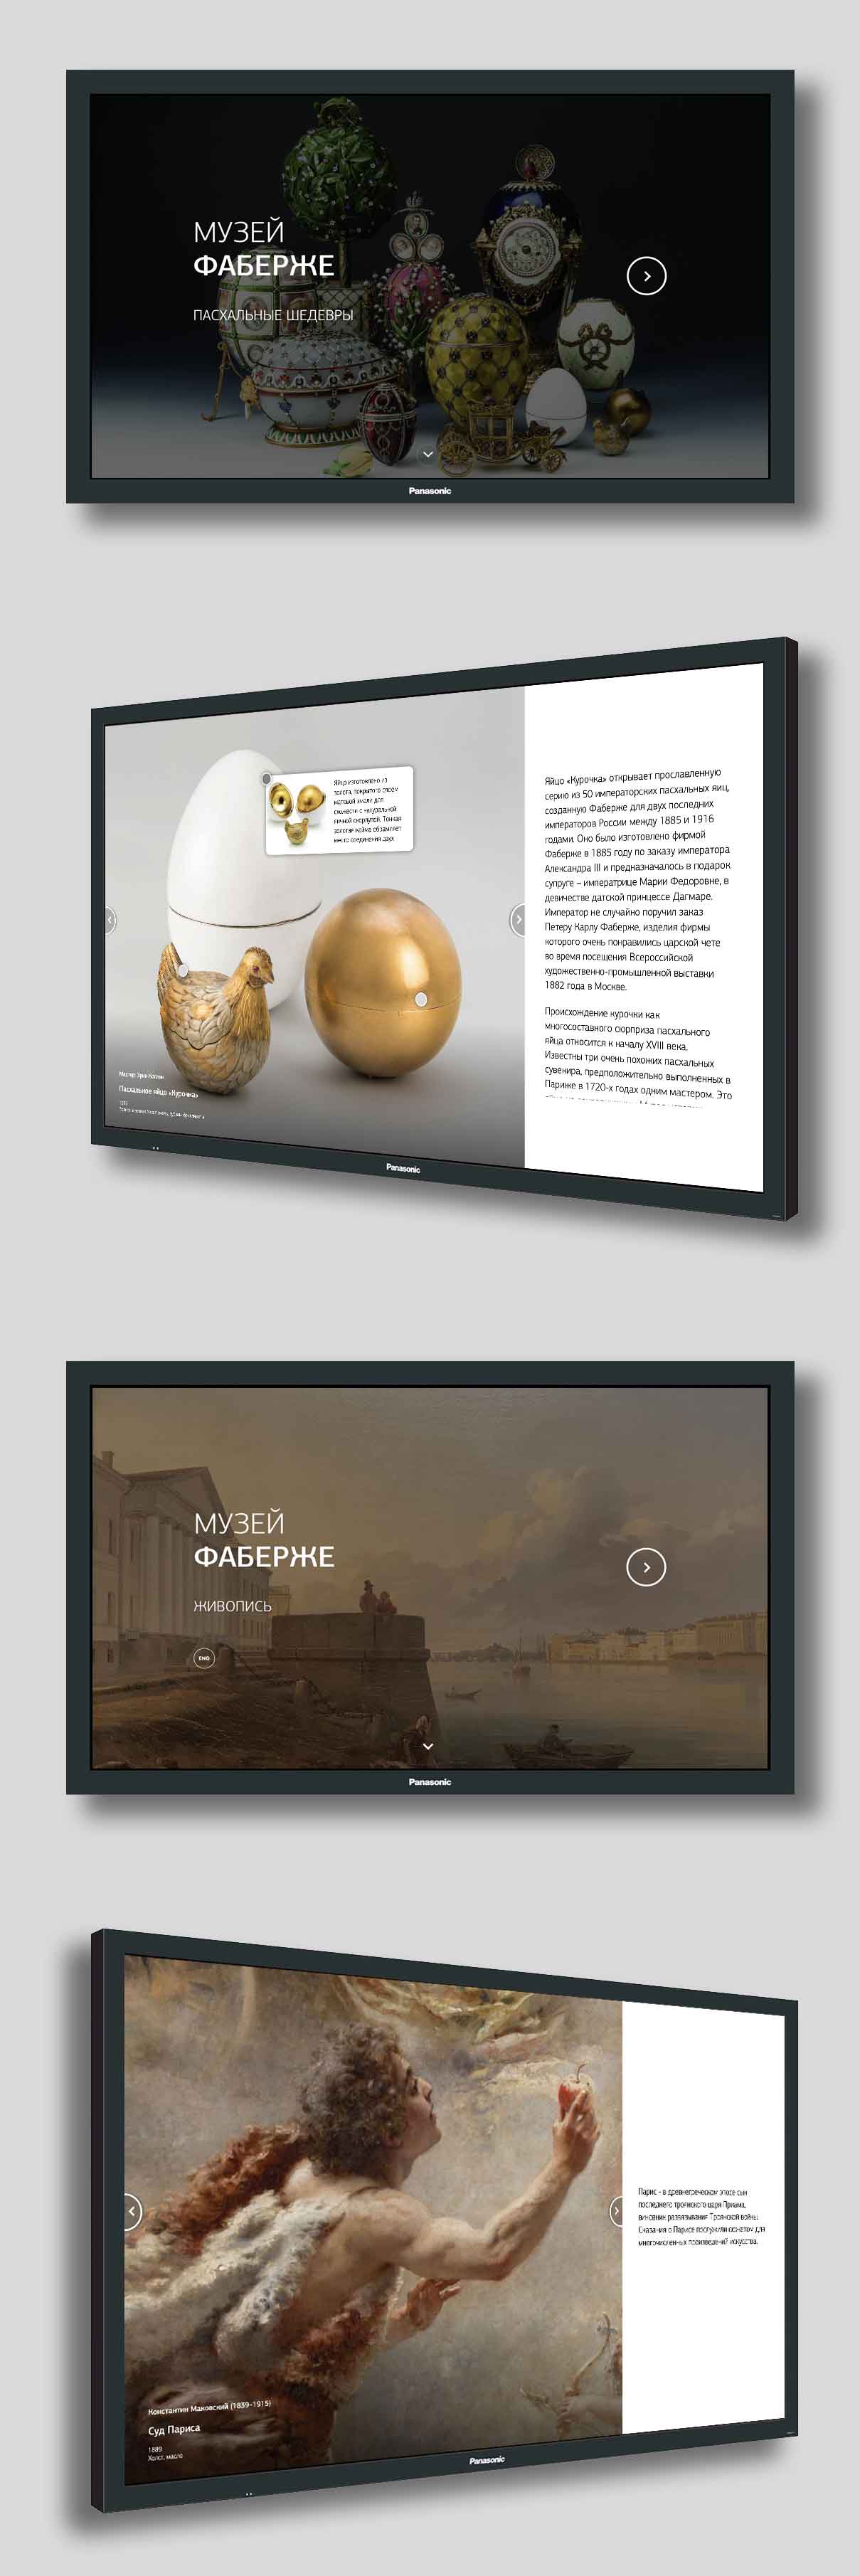 МУЗЕЙ
ФАБЕРЖЕ
ПАСХАЛЬНЫЕ ШЕДЕВРЫ
Panasonic
Яйцо изготовлено из
золота, покрытого слоем
матовой эмали для
схожести с натуральной
яичной скорлупой. Тонкая
золотая кайма обрамляет
место соединения двух
Мастер Эрик Коллин
Пасхальное яйцо «Курочка»
Яйцо «Курочка» открывает прославленную
серию из 50 императорских пасхальных яиц,
созданную Фаберже для двух последних
императоров России между 1885 и 1916
годами. Оно было изготовлено фирмой
Фаберже в 1885 году по заказу императора
Александра III и предназначалось в подарок
супруге – императрице Марии Федоровне, в
девичестве датской принцессе Дагмаре.
Император не случайно поручил заказ
Петеру Карлу Фаберже, изделия фирмы
которого очень понравились царской чете
во время посещения Всероссийской
художественно-промышленной выставки
1882 года в Москве.
Происхождение курочки как
многосоставного сюрприза пасхального
яйца относится к началу XVIII века.
Известны три очень похожих пасхальных
сувенира, предположительно выполненных в
Париже в 1720-х годах одним мастером. Это
Panasonic
МУЗЕЙ
ФАБЕРЖЕ
ЖИВОПИСЬ
ENG
Panasonic
Константин Маковский (1839–1915)
Суд Париса
1889
Холст, масло
Парис - в древнегреческом эпосе сын
последнего троянского царя Приама,
виновник развязывания Троянской войны.
Сказания о Парисе послужили сюжетом для
многочисленных произведений искусства.
Panasonic